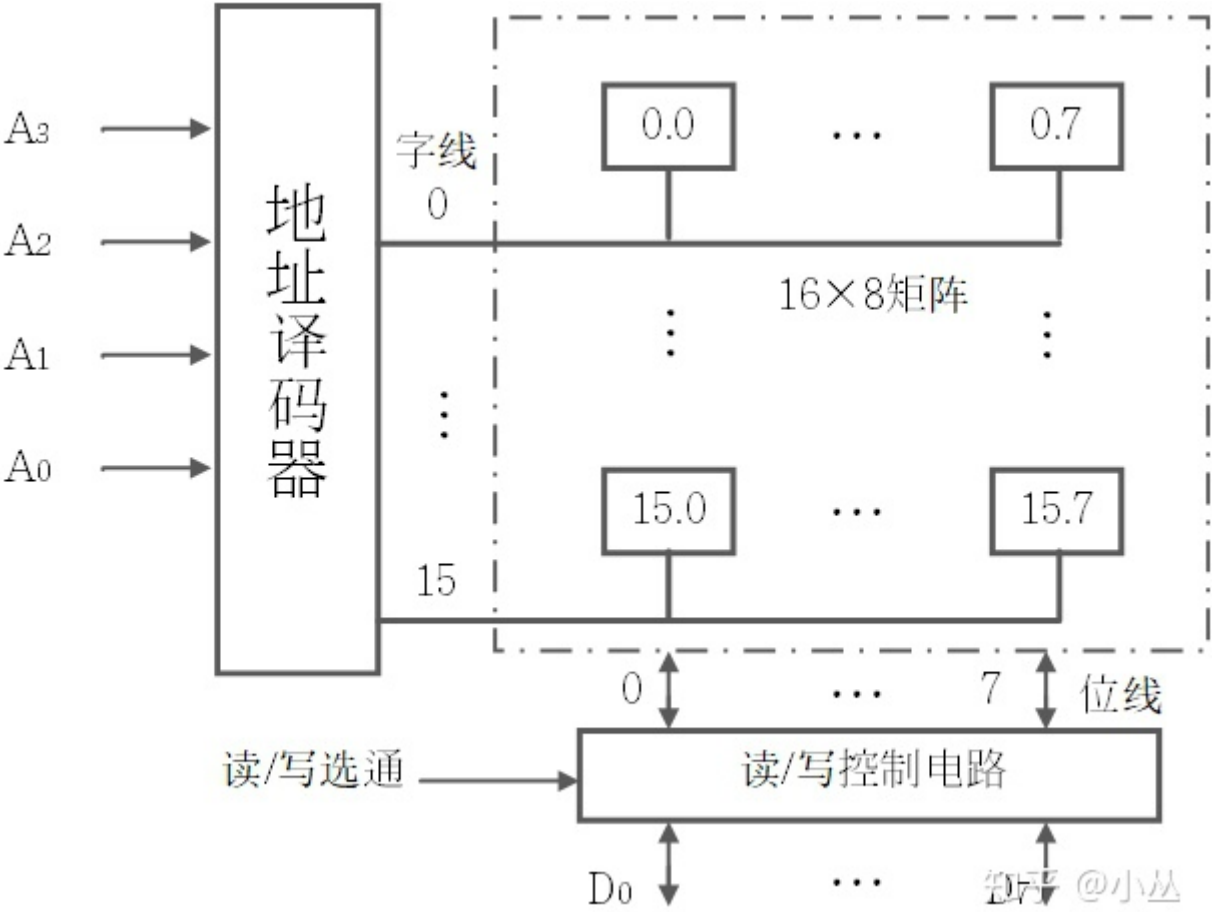 A3
A2
A1
A0
地址译码器
字线
0
⋮
15
0.0 … 0.7
16×8矩阵
⋮ ⋮
15.0 … 15.7
0 … 7 位线
读/写选通
读/写控制电路
D0 … D7
知乎 @小丛